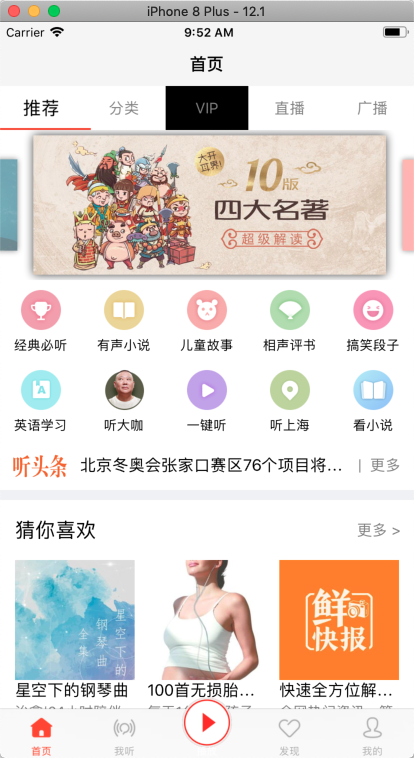 iPhone 8 Plus - 12.1
Carrier 9:52 AM
首页
推荐 分类 VIP 直播 广播
大开耳界!
10版
四大名著
超级解读
经典必听 有声小说 儿童故事 相声评书 搞笑段子
A
英语学习 听大咖 一键听 听上海 看小说
听头条 北京冬奥会张家口赛区76个项目将... | 更多
猜你喜欢 更多 >
星空下的
钢琴曲
全集
鲜
快报
星空下的钢琴曲 100首无损胎... 快速全方位解...
首页 我听 发现 我的